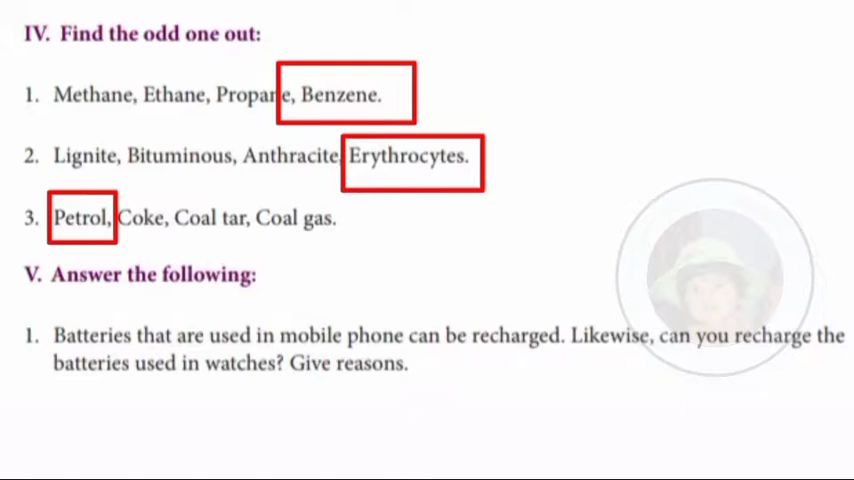 IV. Find the odd one out:
1. Methane, Ethane, Propane, Benzene.
2. Lignite, Bituminous, Anthracite, Erythrocytes.
3. Petrol, Coke, Coal tar, Coal gas.
V. Answer the following:
1. Batteries that are used in mobile phone can be recharged. Likewise, can you recharge the
batteries used in watches? Give reasons.